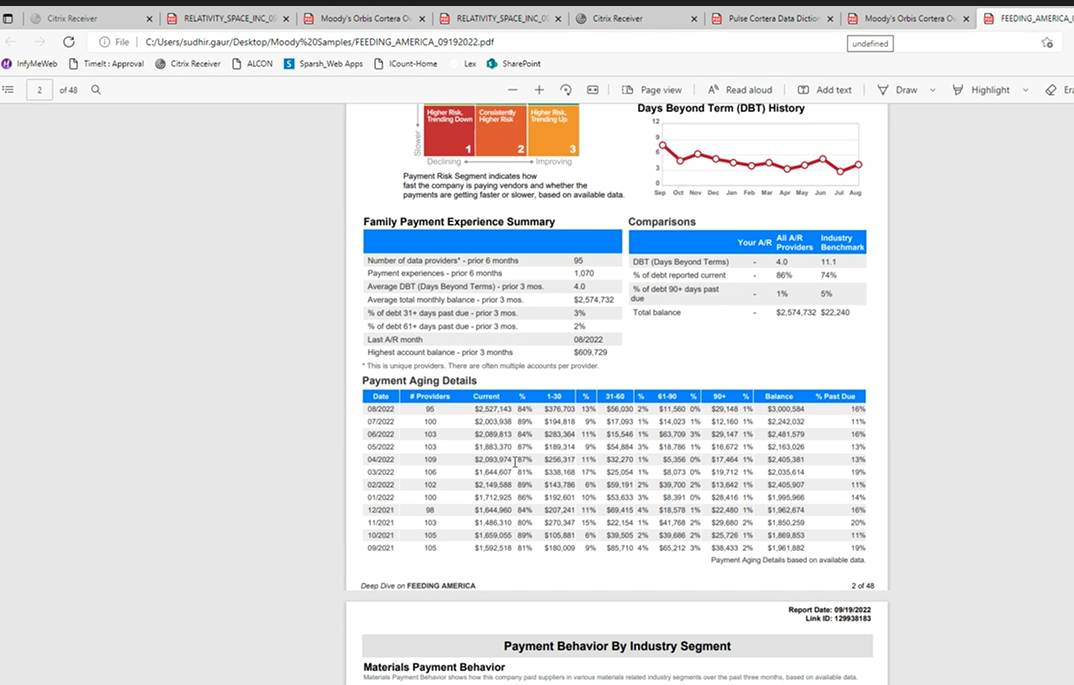 Citrix Receiver
RELATIVITY_SPACE_INC_0
Moody's Orbis Cortera Ov
RELATIVITY_SPACE_INC_0
Citrix Receiver
Pulse Cortera Data Diction
Moody's Orbis Cortera Ov
FEEDING_AMERICA_0
File C:/Users/sudhir.gaur/Desktop/Moody%20Samples/FEEDING_AMERICA_09192022.pdf
undefined
InfyMeWeb TimeIt : Approval Citrix Receiver ALCON Sparsh_Web Apps ICount-Home Lex SharePoint
2 of 48 Page view Read aloud Add text Draw Highlight Era
Higher Risk, Trending Down 1
Consistently Higher Risk 2
Higher Risk, Trending Up 3
Slower
Declining Improving
Payment Risk Segment indicates how
fast the company is paying vendors and whether the
payments are getting faster or slower, based on available data.
Days Beyond Term (DBT) History
12
9
6
3
0
Sep Oct Nov Dec Jan Feb Mar Apr May Jun Jul Aug
Family Payment Experience Summary
Number of data providers* - prior 6 months 95
Payment experiences - prior 6 months 1,070
Average DBT (Days Beyond Terms) - prior 3 mos. 4.0
Average total monthly balance - prior 3 mos. $2,574,732
% of debt 31+ days past due - prior 3 mos. 3%
% of debt 61+ days past due - prior 3 mos. 2%
Last A/R month 08/2022
Highest account balance - prior 3 months $609,729
* This is unique providers. There are often multiple accounts per provider.
Comparisons
Your A/R All A/R Providers Industry Benchmark
DBT (Days Beyond Terms) - 4.0 11.1
% of debt reported current - 86% 74%
% of debt 90+ days past due - 1% 5%
Total balance - $2,574,732 $22,240
Payment Aging Details
Date # Providers Current % 1-30 % 31-60 % 61-90 % 90+ % Balance % Past Due
08/2022 95 $2,527,143 84% $376,703 13% $56,030 2% $11,560 0% $29,148 1% $3,000,584 16%
07/2022 100 $2,003,938 89% $194,818 9% $17,093 1% $14,023 1% $12,160 1% $2,242,032 11%
06/2022 103 $2,089,813 84% $283,364 11% $15,546 1% $63,709 3% $29,147 1% $2,481,579 16%
05/2022 103 $1,883,370 87% $189,314 9% $54,884 3% $18,786 1% $16,672 1% $2,163,026 13%
04/2022 109 $2,093,974 87% $256,317 11% $32,270 1% $5,356 0% $17,464 1% $2,405,381 13%
03/2022 106 $1,644,607 81% $338,168 17% $25,054 1% $8,073 0% $19,712 1% $2,035,614 19%
02/2022 102 $2,149,588 89% $143,786 6% $59,191 2% $39,700 2% $13,642 1% $2,405,907 11%
01/2022 100 $1,712,925 86% $192,601 10% $53,633 3% $8,391 0% $28,416 1% $1,995,966 14%
12/2021 98 $1,644,960 84% $207,241 11% $69,415 4% $18,578 1% $22,480 1% $1,962,674 16%
11/2021 103 $1,486,310 80% $270,347 15% $22,154 1% $41,768 2% $29,680 2% $1,850,259 20%
10/2021 105 $1,659,055 89% $105,881 6% $39,505 2% $39,686 2% $25,726 1% $1,869,853 11%
09/2021 105 $1,592,518 81% $180,009 9% $85,710 4% $65,212 3% $38,433 2% $1,961,882 19%
Payment Aging Details based on available data.
Deep Dive on FEEDING AMERICA 2 of 48
Report Date: 09/19/2022
Link ID: 129938183
Payment Behavior By Industry Segment
Materials Payment Behavior
Materials Payment Behavior shows how this company paid suppliers in various materials related industry segments over the past three months, based on available data.